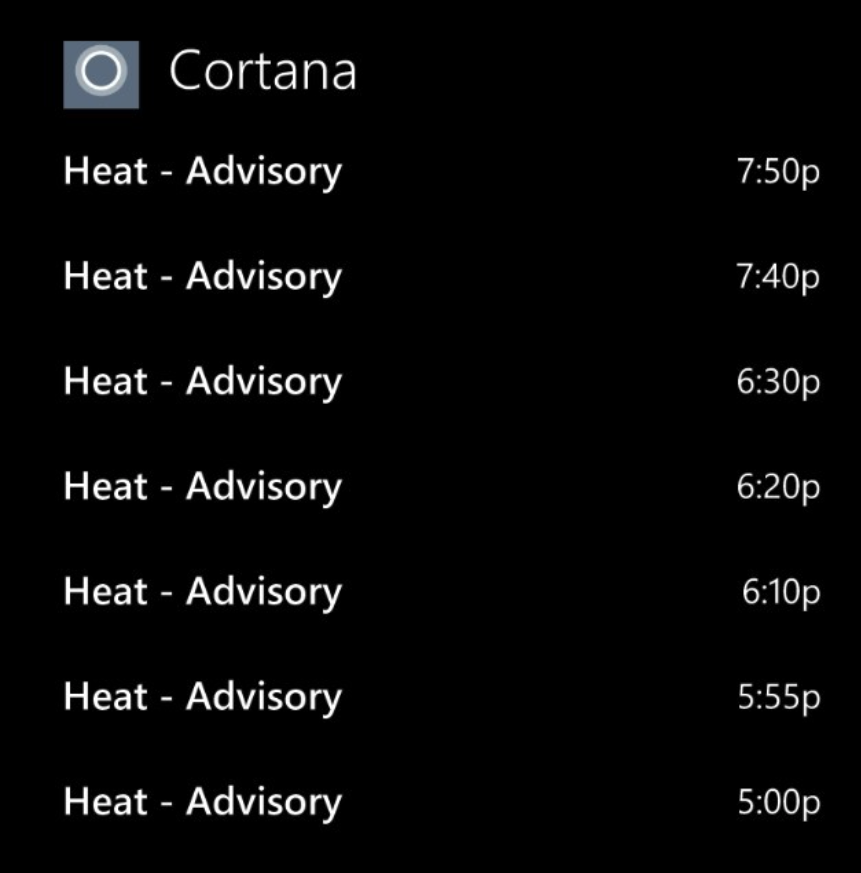 Cortana
Heat - Advisory 7:50p
Heat - Advisory 7:40p
Heat - Advisory 6:30p
Heat - Advisory 6:20p
Heat - Advisory 6:10p
Heat - Advisory 5:55p
Heat - Advisory 5:00p